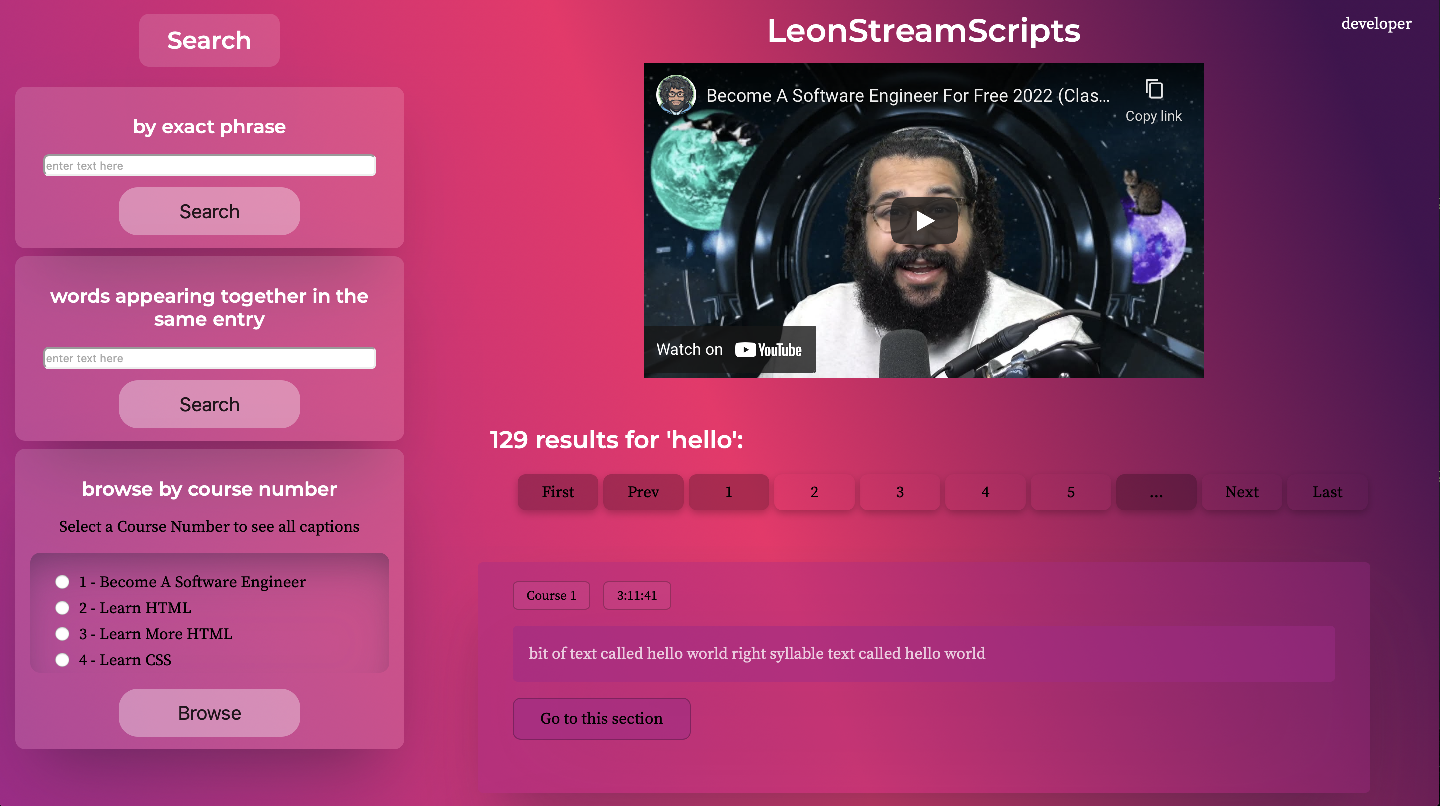 Search
by exact phrase
enter text here
Search
words appearing together in the
same entry
enter text here
Search
browse by course number
Select a Course Number to see all captions
1 - Become A Software Engineer
2 - Learn HTML
3 - Learn More HTML
4 - Learn CSS
Browse
LeonStreamScripts
developer
Become A Software Engineer For Free 2022 (Clas...
Copy link
Watch on YouTube
129 results for 'hello':
First Prev 1 2 3 4 5 ... Next Last
Course 1 3:11:41
bit of text called hello world right syllable text called hello world
Go to this section